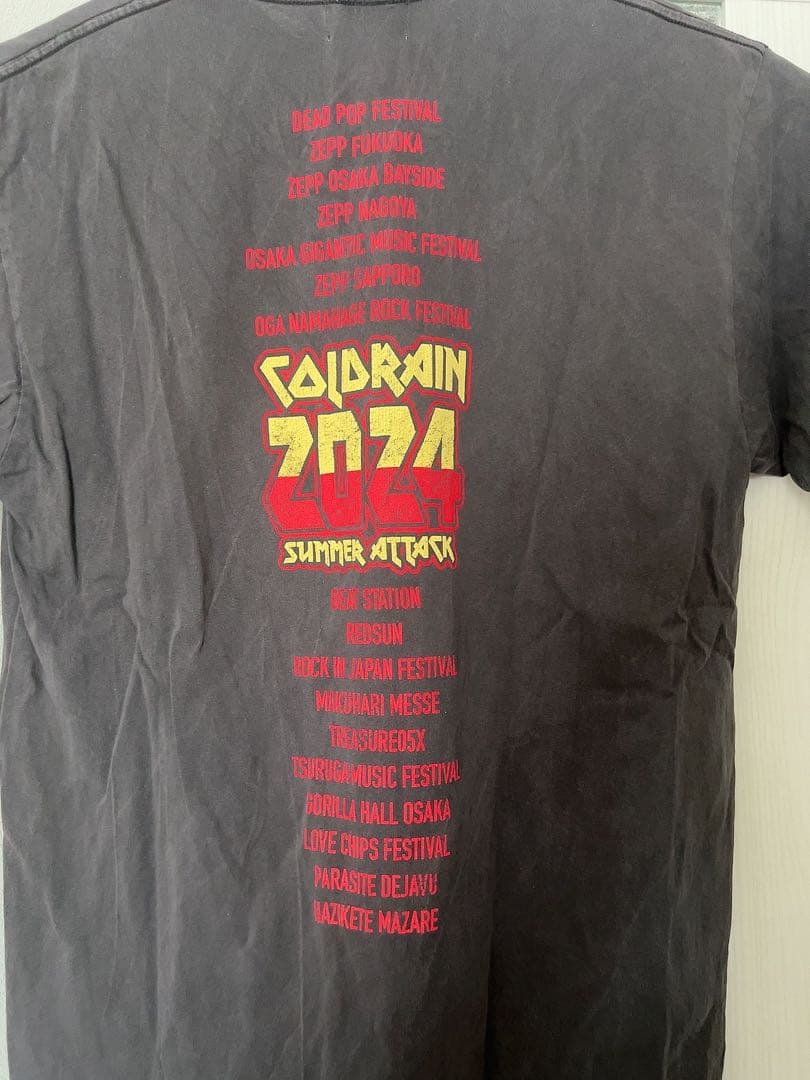 DEAD POP FESTIVAL
ZEPP FUKUOKA
ZEPP OSAKA BAYSIDE
ZEPP NAGOYA
OSAKA GIGANTIC MUSIC FESTIVAL
ZEPP SAPPORO
OGA NAMAHAGE ROCK FESTIVAL
COLDRAIN
2024
SUMMER ATTACK
BEAT STATION
REDSUN
ROCK IN JAPAN FESTIVAL
MAKUHARI MESSE
TREASURE05X
TSURUGAMUSIC FESTIVAL
GORILLA HALL OSAKA
LOVE CHIPS FESTIVAL
PARASITE DEJAVU
HAZIKETE MAZARE